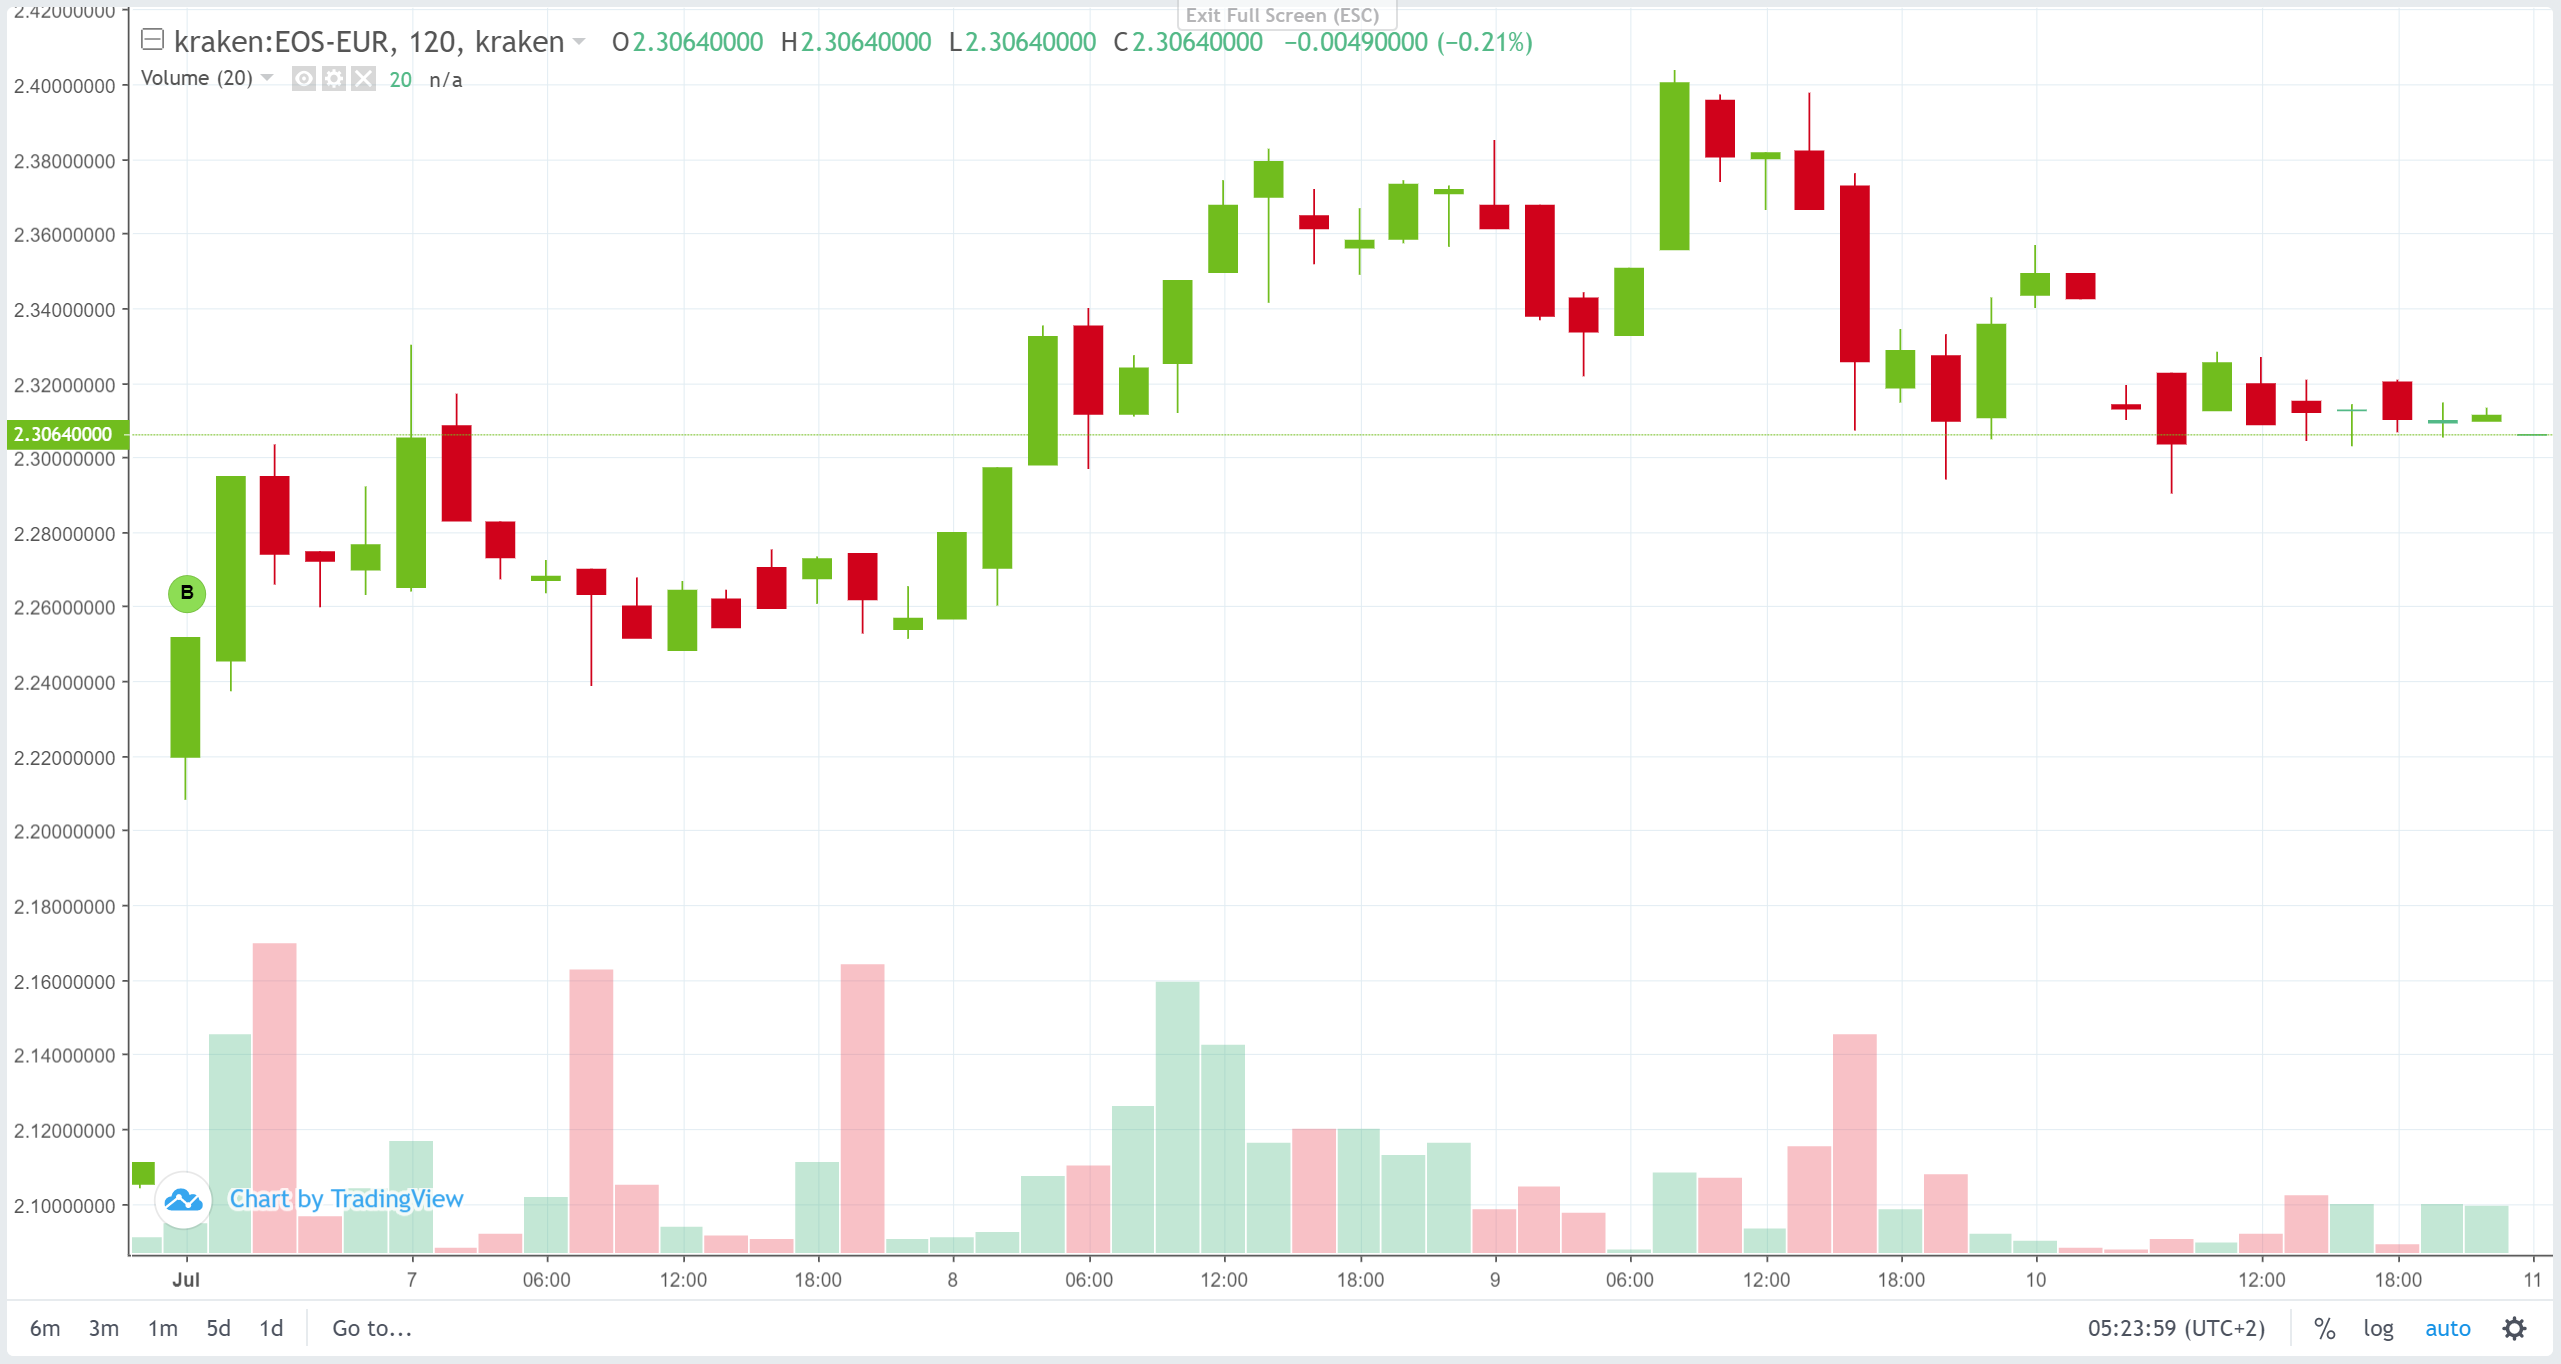 Exit Full Screen (ESC)
kraken:EOS-EUR, 120, kraken O2.30640000 H2.30640000 L2.30640000 C2.30640000 −0.00490000 (−0.21%)
Volume (20) 20 n/a
2.42000000
2.40000000
2.38000000
2.36000000
2.34000000
2.32000000
2.30640000
2.30000000
2.28000000
2.26000000
2.24000000
2.22000000
2.20000000
2.18000000
2.16000000
2.14000000
2.12000000
2.10000000
B
Chart by TradingView
Jul 7 06:00 12:00 18:00 8 06:00 12:00 18:00 9 06:00 12:00 18:00 10 12:00 18:00 11
6m 3m 1m 5d 1d Go to... 05:23:59 (UTC+2) % log auto